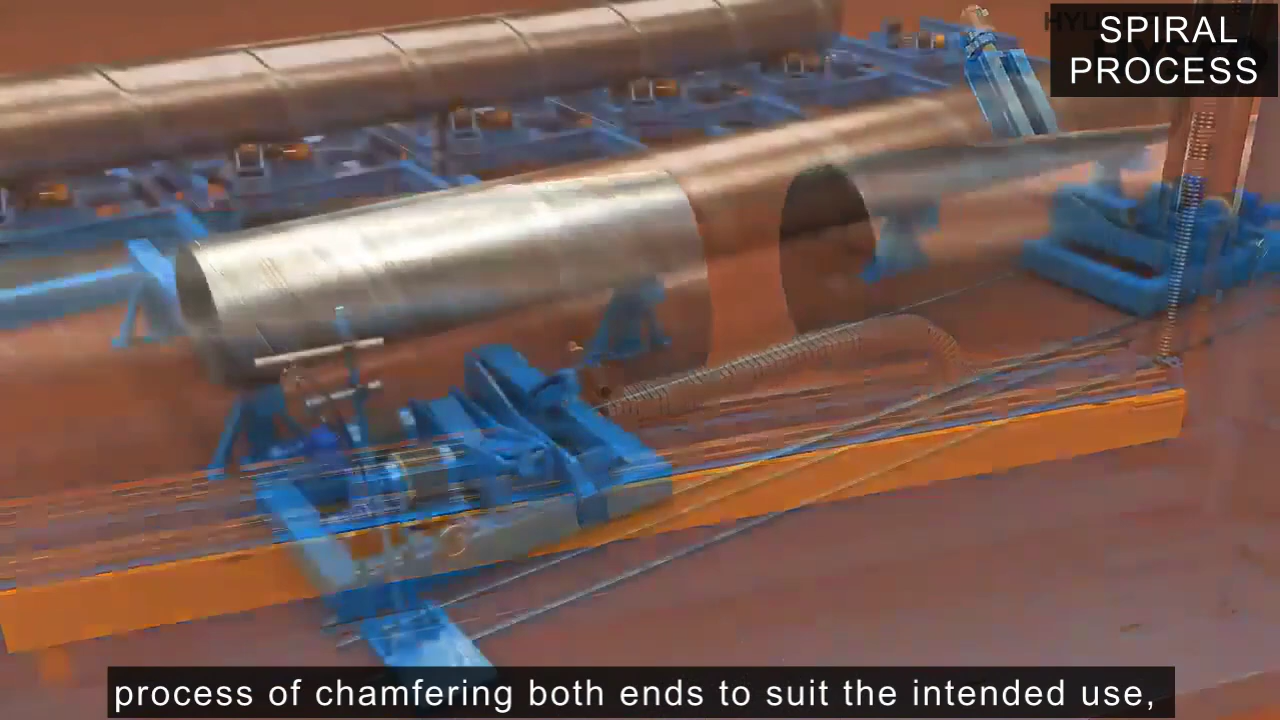 SPIRAL
PROCESS
process of chamfering both ends to suit the intended use,